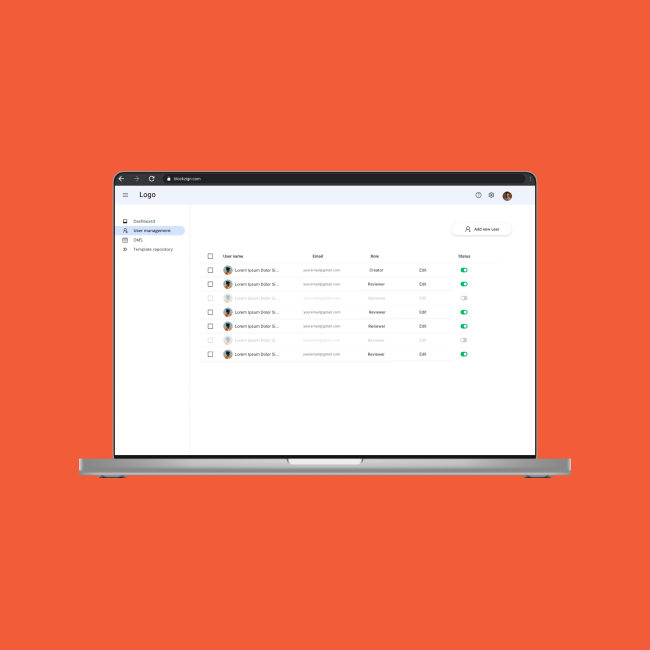 Logo
Dashboard
User management
DMS
Template repository
Add new user
User name Email Role Status
Lorem Ipsum Dolor Si... youremail@gmail.com Creator Edit
Lorem Ipsum Dolor Si... youremail@gmail.com Reviewer Edit
Lorem Ipsum Dolor Si... youremail@gmail.com Reviewer Edit
Lorem Ipsum Dolor Si... youremail@gmail.com Reviewer Edit
Lorem Ipsum Dolor Si... youremail@gmail.com Reviewer Edit
Lorem Ipsum Dolor Si... youremail@gmail.com Reviewer Edit
Lorem Ipsum Dolor Si... youremail@gmail.com Reviewer Edit